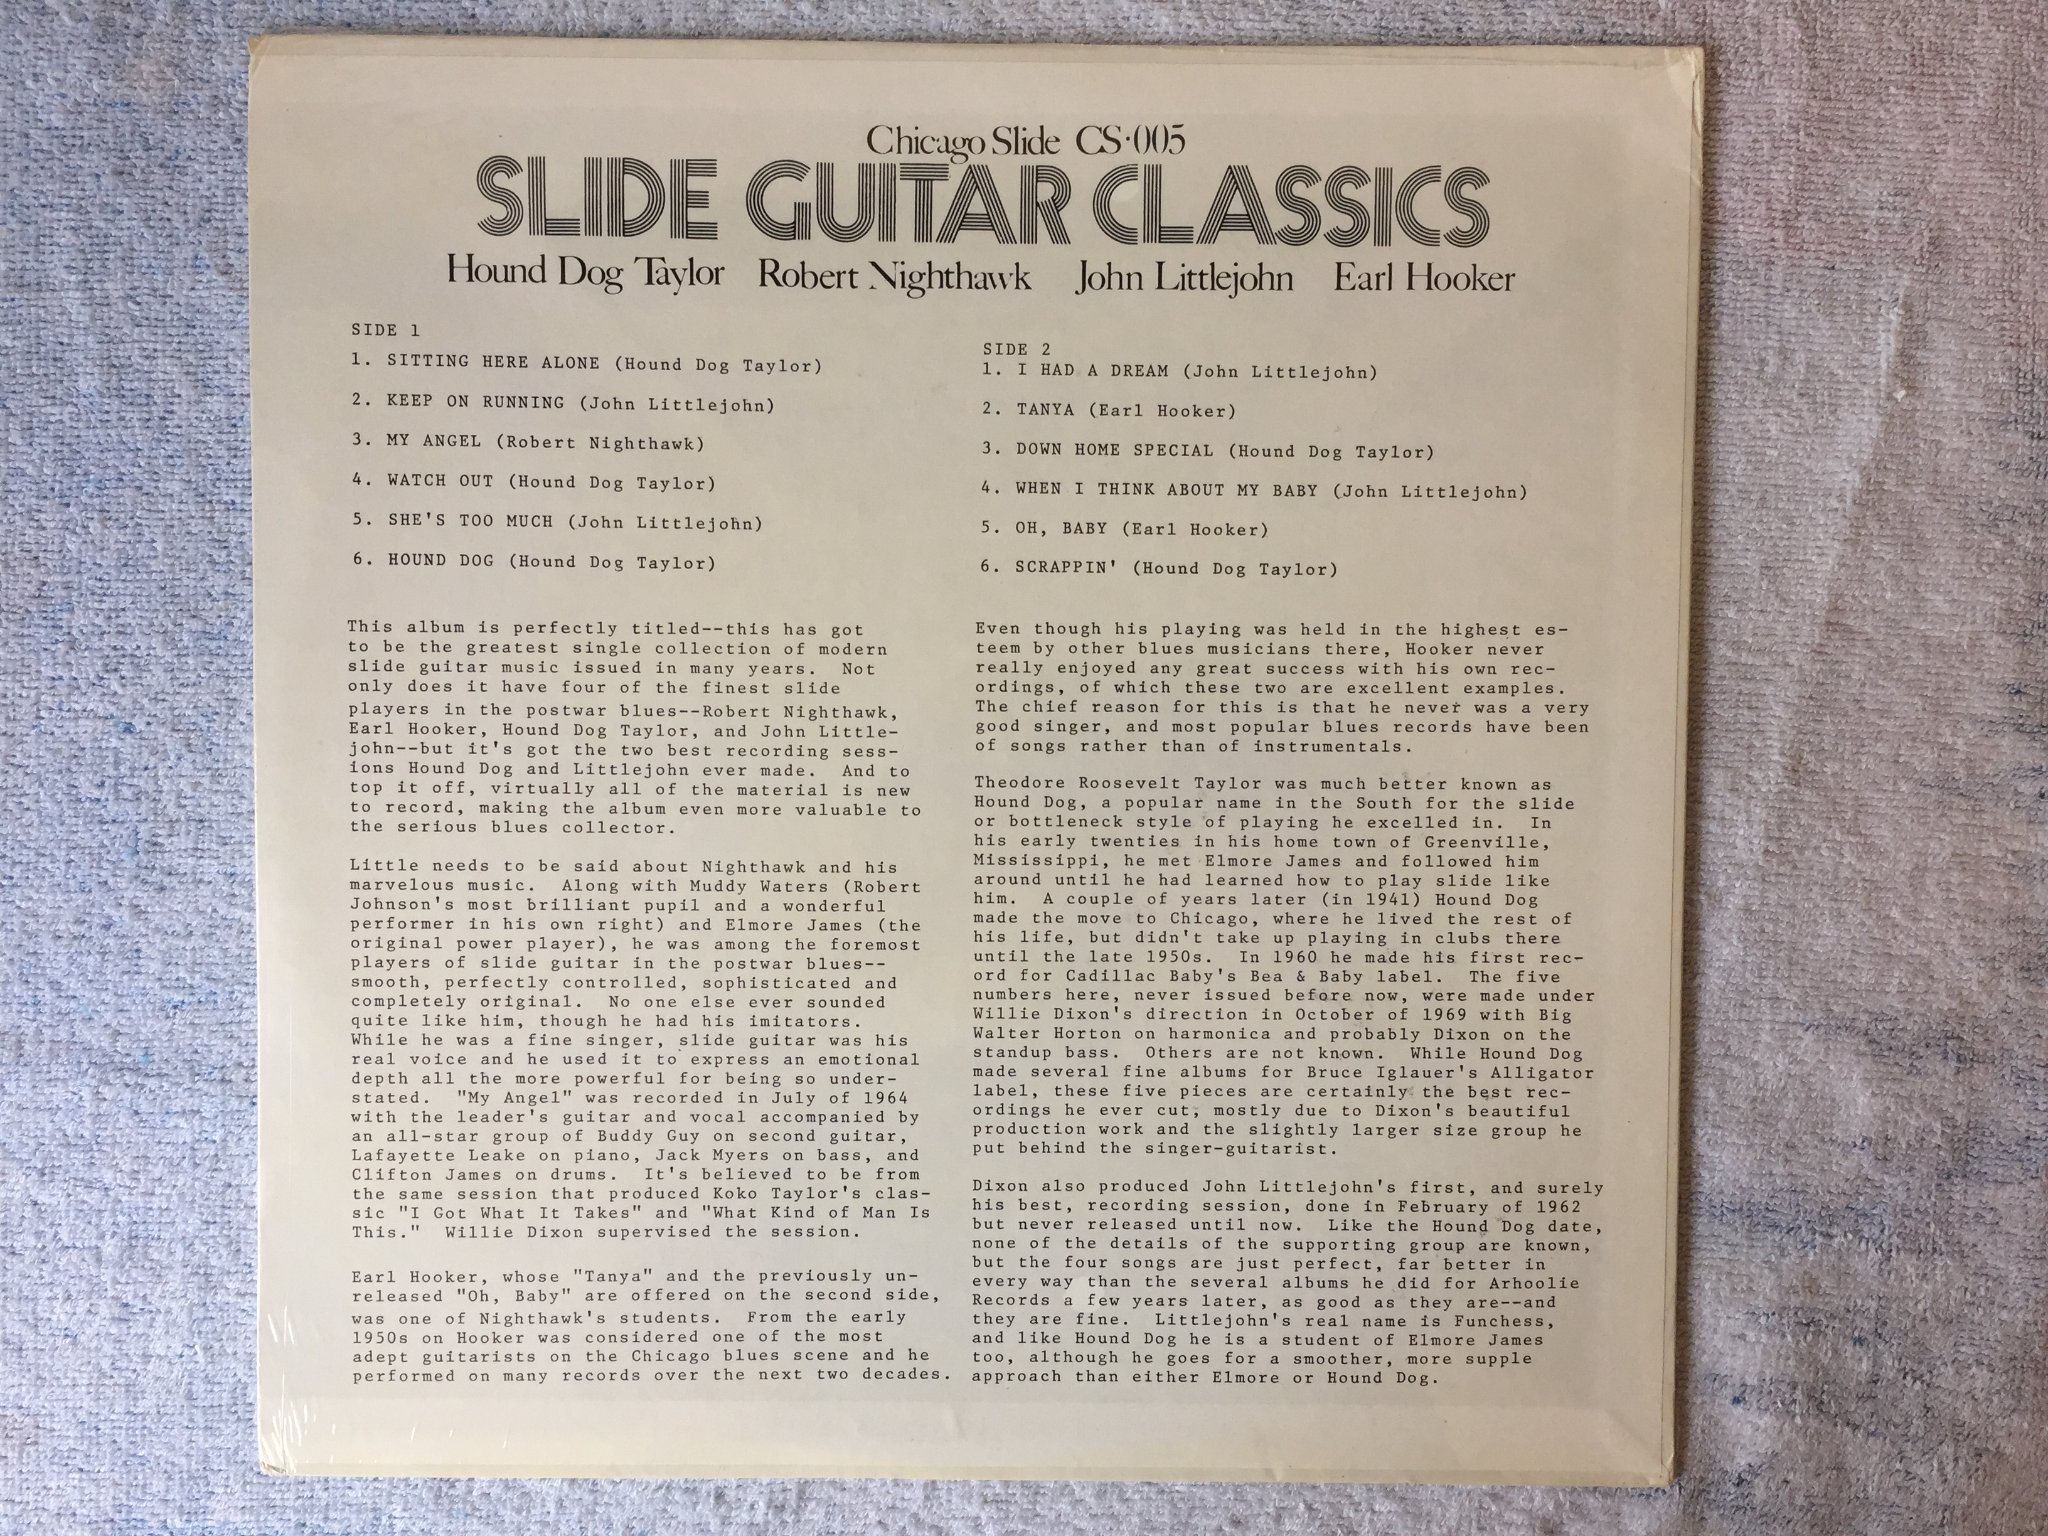 Chicago Slide CS·005
SLIDE GUITAR CLASSICS
Hound Dog Taylor Robert Nighthawk John Littlejohn Earl Hooker
SIDE 1
1. SITTING HERE ALONE (Hound Dog Taylor)
2. KEEP ON RUNNING (John Littlejohn)
3. MY ANGEL (Robert Nighthawk)
4. WATCH OUT (Hound Dog Taylor)
5. SHE'S TOO MUCH (John Littlejohn)
6. HOUND DOG (Hound Dog Taylor)
SIDE 2
1. I HAD A DREAM (John Littlejohn)
2. TANYA (Earl Hooker)
3. DOWN HOME SPECIAL (Hound Dog Taylor)
4. WHEN I THINK ABOUT MY BABY (John Littlejohn)
5. OH, BABY (Earl Hooker)
6. SCRAPPIN' (Hound Dog Taylor)
This album is perfectly titled--this has got
to be the greatest single collection of modern
slide guitar music issued in many years. Not
only does it have four of the finest slide
players in the postwar blues--Robert Nighthawk,
Earl Hooker, Hound Dog Taylor, and John Little-
john--but it's got the two best recording sess-
ions Hound Dog and Littlejohn ever made. And to
top it off, virtually all of the material is new
to record, making the album even more valuable to
the serious blues collector.
Little needs to be said about Nighthawk and his
marvelous music. Along with Muddy Waters (Robert
Johnson's most brilliant pupil and a wonderful
performer in his own right) and Elmore James (the
original power player), he was among the foremost
players of slide guitar in the postwar blues--
smooth, perfectly controlled, sophisticated and
completely original. No one else ever sounded
quite like him, though he had his imitators.
While he was a fine singer, slide guitar was his
real voice and he used it to express an emotional
depth all the more powerful for being so under-
stated. "My Angel" was recorded in July of 1964
with the leader's guitar and vocal accompanied by
an all-star group of Buddy Guy on second guitar,
Lafayette Leake on piano, Jack Myers on bass, and
Clifton James on drums. It's believed to be from
the same session that produced Koko Taylor's clas-
sic "I Got What It Takes" and "What Kind of Man Is
This." Willie Dixon supervised the session.
Earl Hooker, whose "Tanya" and the previously un-
released "Oh, Baby" are offered on the second side,
was one of Nighthawk's students. From the early
1950s on Hooker was considered one of the most
adept guitarists on the Chicago blues scene and he
performed on many records over the next two decades.
Even though his playing was held in the highest es-
teem by other blues musicians there, Hooker never
really enjoyed any great success with his own rec-
ordings, of which these two are excellent examples.
The chief reason for this is that he never was a very
good singer, and most popular blues records have been
of songs rather than of instrumentals.
Theodore Roosevelt Taylor was much better known as
Hound Dog, a popular name in the South for the slide
or bottleneck style of playing he excelled in. In
his early twenties in his home town of Greenville,
Mississippi, he met Elmore James and followed him
around until he had learned how to play slide like
him. A couple of years later (in 1941) Hound Dog
made the move to Chicago, where he lived the rest of
his life, but didn't take up playing in clubs there
until the late 1950s. In 1960 he made his first rec-
ord for Cadillac Baby's Bea & Baby label. The five
numbers here, never issued before now, were made under
Willie Dixon's direction in October of 1969 with Big
Walter Horton on harmonica and probably Dixon on the
standup bass. Others are not known. While Hound Dog
made several fine albums for Bruce Iglauer's Alligator
label, these five pieces are certainly the best rec-
ordings he ever cut, mostly due to Dixon's beautiful
production work and the slightly larger size group he
put behind the singer-guitarist.
Dixon also produced John Littlejohn's first, and surely
his best, recording session, done in February of 1962
but never released until now. Like the Hound Dog date,
none of the details of the supporting group are known,
but the four songs are just perfect, far better in
every way than the several albums he did for Arhoolie
Records a few years later, as good as they are--and
they are fine. Littlejohn's real name is Funchess,
and like Hound Dog he is a student of Elmore James
too, although he goes for a smoother, more supple
approach than either Elmore or Hound Dog.